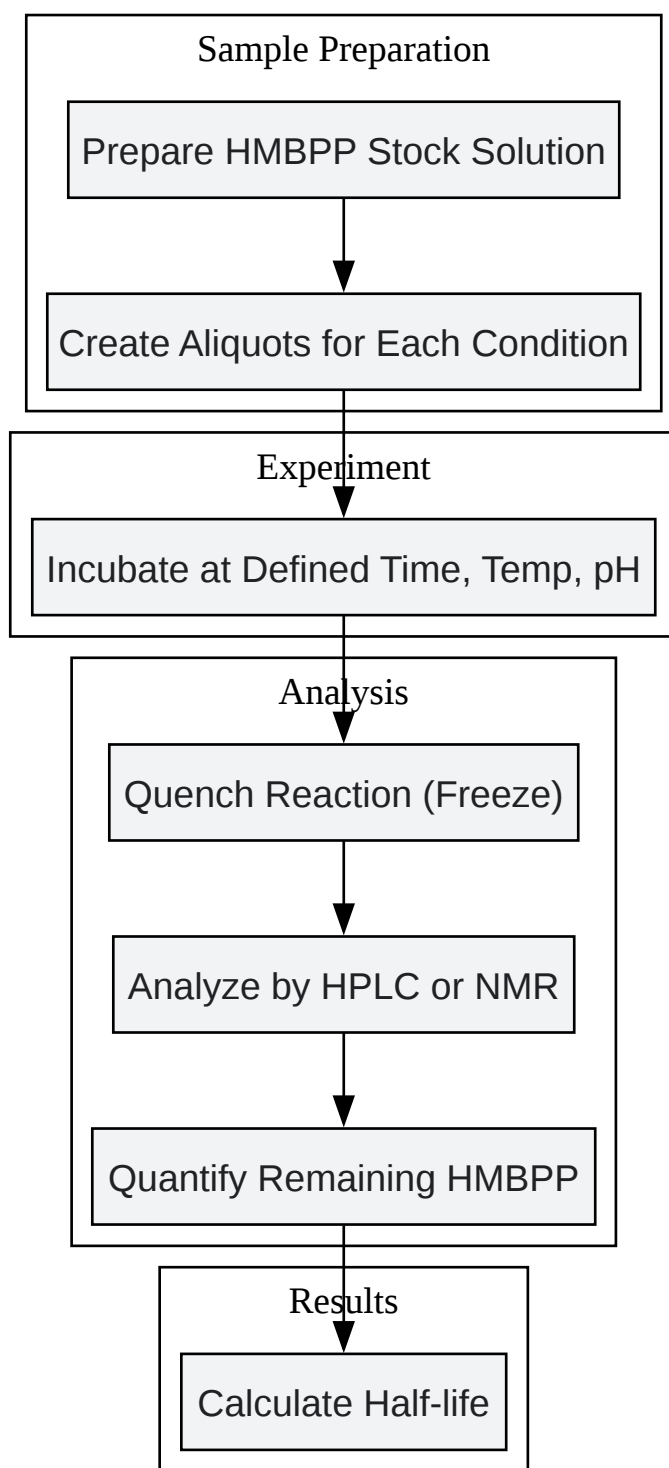 Sample Preparation
Prepare HMBPP Stock Solution
Create Aliquots for Each Condition
Experiment
Incubate at Defined Time, Temp, pH
Analysis
Quench Reaction (Freeze)
Analyze by HPLC or NMR
Quantify Remaining HMBPP
Results
Calculate Half-life